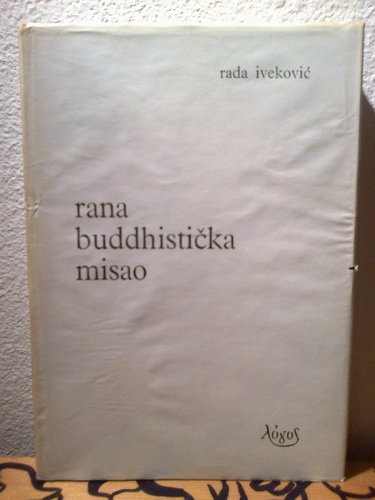 rada iveković
rana
buddhistička
misao
λόγος